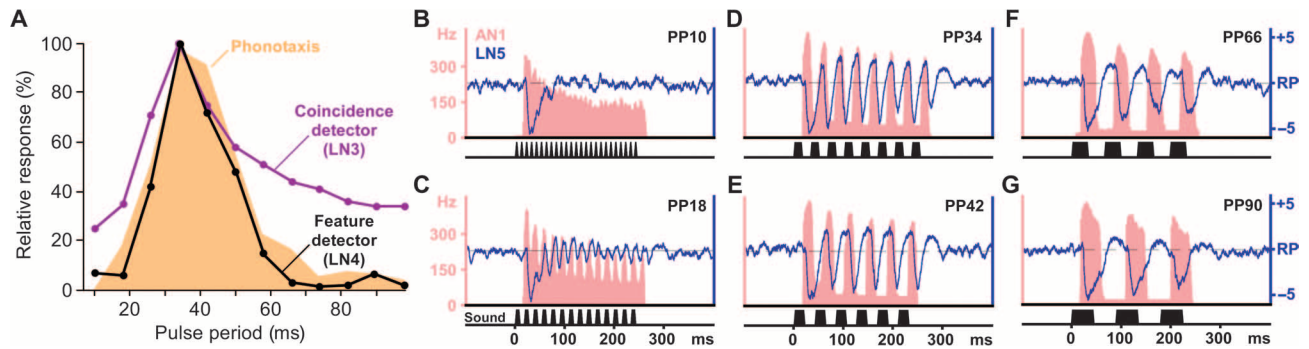 A
Relative response (%)
100
80
60
40
20
0
Phonotaxis
Coincidence
detector
(LN3)
Feature
detector
(LN4)
20
40
60
80
Pulse period (ms)
B
Hz
AN1
LN5
PP10
300
150
0
C
Hz
PP18
300
150
0
Sound
0
100
200
300
ms
D
PP34
E
PP42
0
100
200
300
ms
F
PP66
+5
RP
−5
G
PP90
+5
RP
−5
0
100
200
300
ms